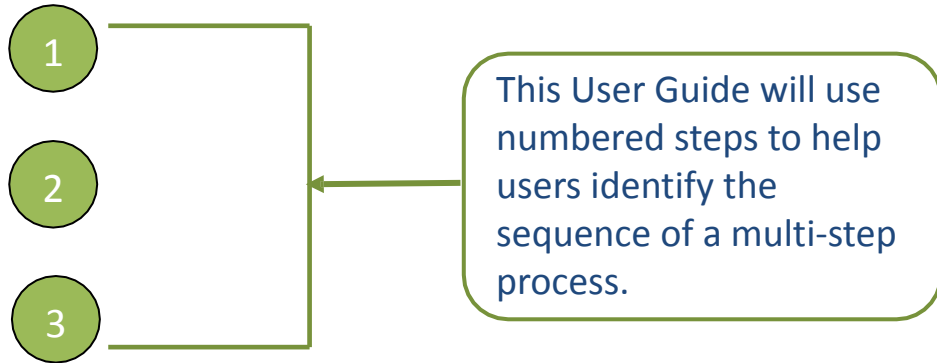 1
2
3
This User Guide will use
numbered steps to help
users identify the
sequence of a multi-step
process.